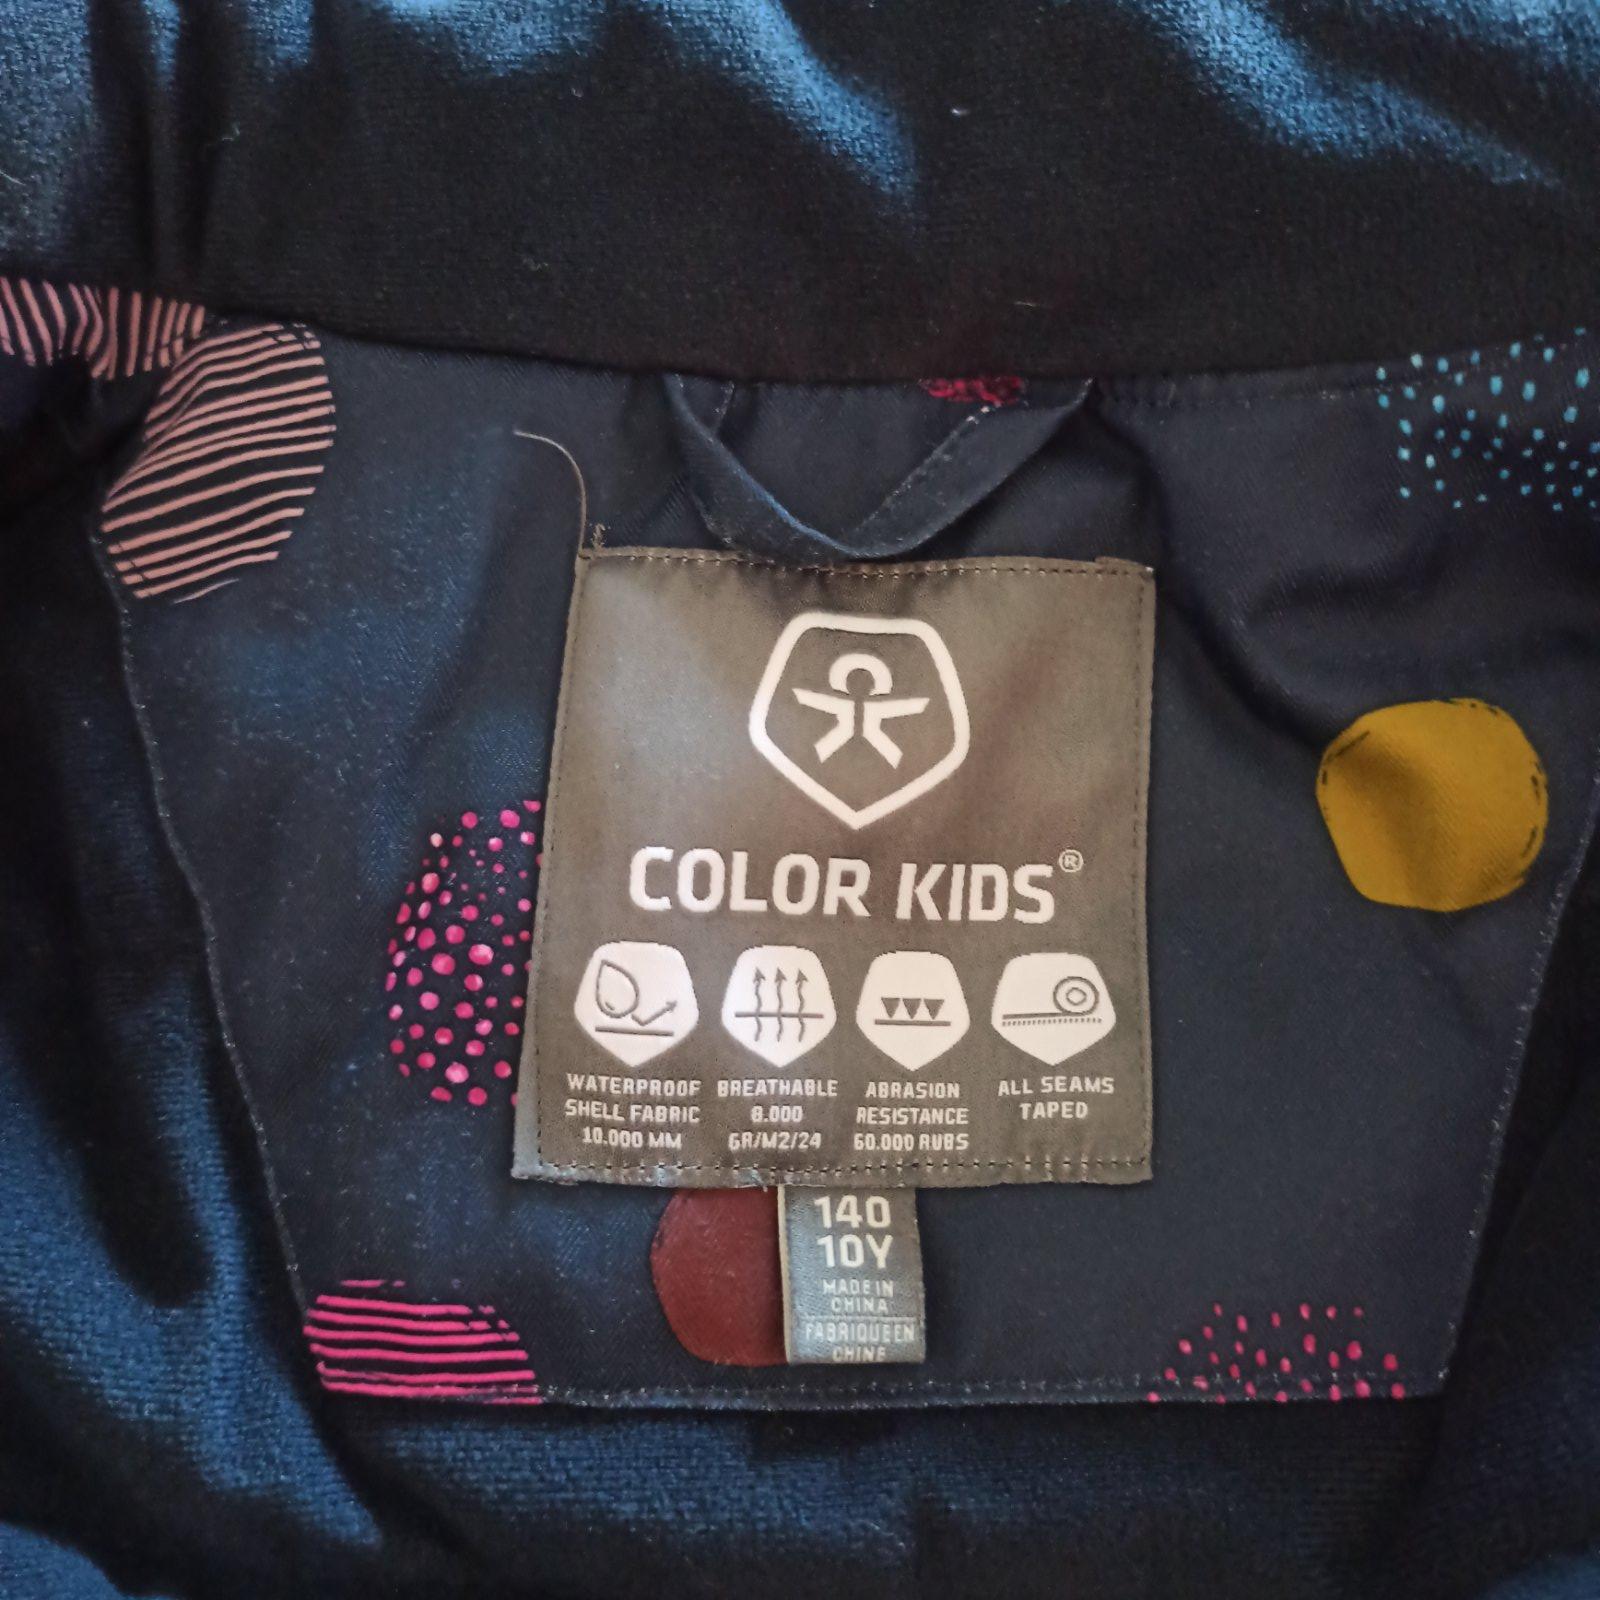 COLOR KIDS®
WATERPROOF
SHELL FABRIC
10.000 MM
BREATHABLE
8.000
GR/M2/24
ABRASION
RESISTANCE
60.000 RUBS
ALL SEAMS
TAPED
140
10Y
MADE IN
CHINA
FABRIQUE EN
CHINE